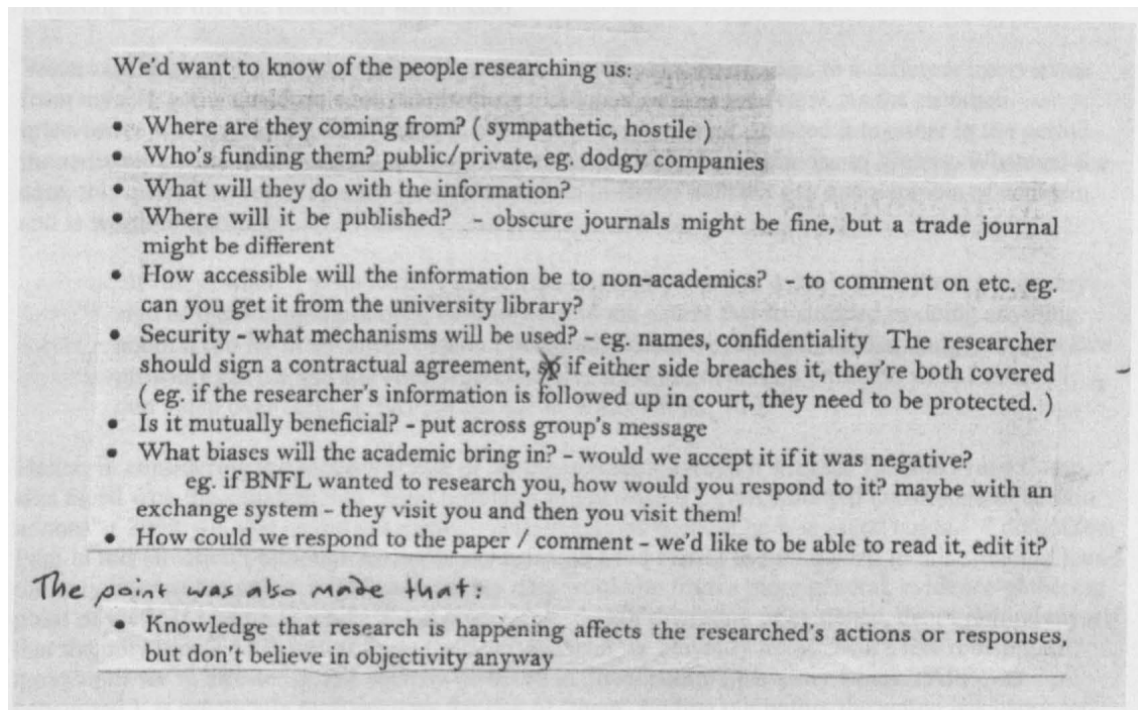 We'd want to know of the people researching us:
• Where are they coming from? ( sympathetic, hostile )
• Who's funding them? public/private, eg. dodgy companies
• What will they do with the information?
• Where will it be published? - obscure journals might be fine, but a trade journal
might be different
• How accessible will the information be to non-academics? - to comment on etc. eg.
can you get it from the university library?
• Security - what mechanisms will be used? - eg. names, confidentiality The researcher
should sign a contractual agreement, so if either side breaches it, they're both covered
( eg. if the researcher's information is followed up in court, they need to be protected. )
• Is it mutually beneficial? - put across group's message
• What biases will the academic bring in? - would we accept it if it was negative?
eg. if BNFL wanted to research you, how would you respond to it? maybe with an
exchange system - they visit you and then you visit them!
• How could we respond to the paper / comment - we'd like to be able to read it, edit it?
The point was also made that:
• Knowledge that research is happening affects the researched's actions or responses,
but don't believe in objectivity anyway